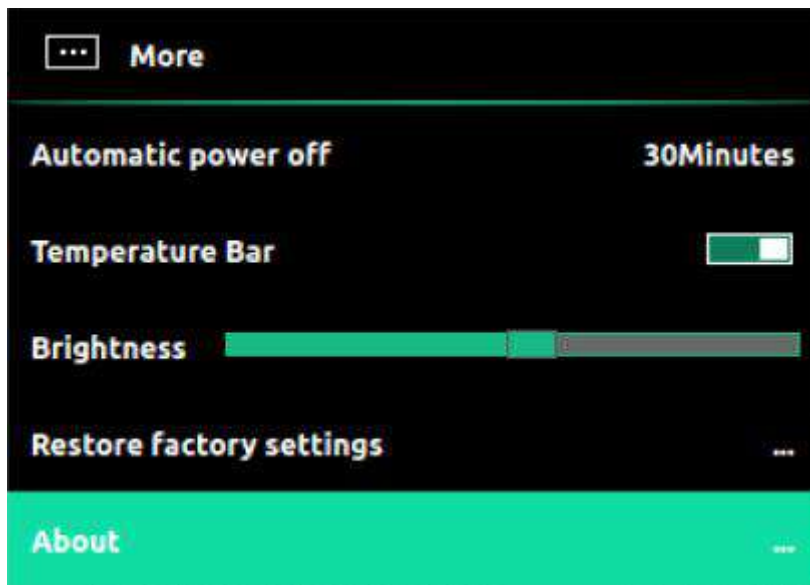 More
Automatic power off 30Minutes
Temperature Bar
Brightness
Restore factory settings ...
About ...